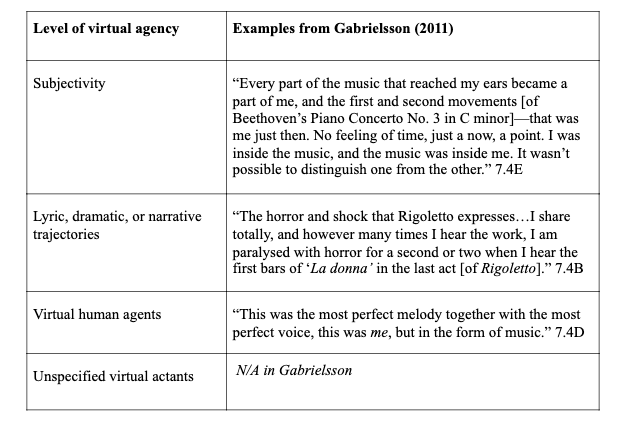 Level of virtual agency
Examples from Gabrielsson (2011)
Subjectivity
“Every part of the music that reached my ears became a
part of me, and the first and second movements [of
Beethoven’s Piano Concerto No. 3 in C minor]—that was
me just then. No feeling of time, just a now, a point. I was
inside the music, and the music was inside me. It wasn’t
possible to distinguish one from the other.” 7.4E
Lyric, dramatic, or narrative
trajectories
“The horror and shock that Rigoletto expresses…I share
totally, and however many times I hear the work, I am
paralysed with horror for a second or two when I hear the
first bars of ‘La donna’ in the last act [of Rigoletto].” 7.4B
Virtual human agents
“This was the most perfect melody together with the most
perfect voice, this was me, but in the form of music.” 7.4D
Unspecified virtual actants
N/A in Gabrielsson